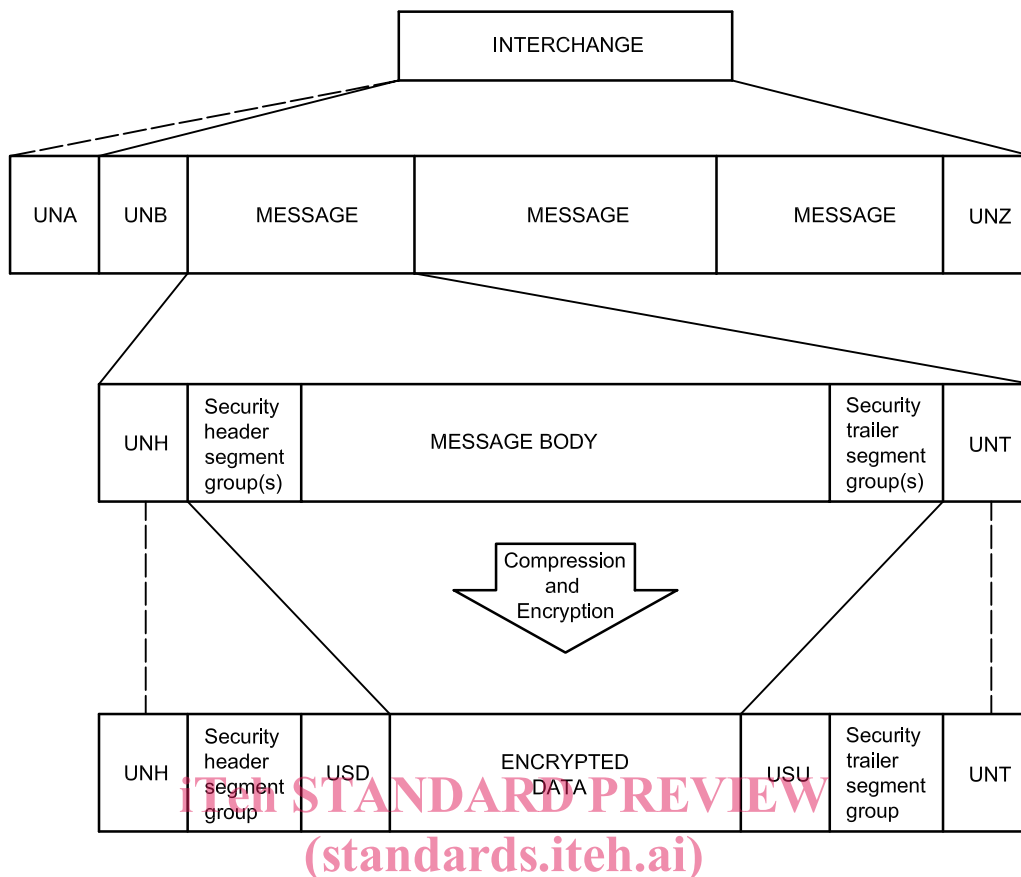 INTERCHANGE
UNA
UNB
MESSAGE
MESSAGE
MESSAGE
UNZ
UNH
Security
header
segment
group(s)
MESSAGE BODY
Security
trailer
segment
group(s)
UNT
Compression
and
Encryption
UNH
Security
header
segment
group
USD
ENCRYPTED
DATA
USU
Security
trailer
segment
group
UNT
iTeh STANDARD PREVIEW
(standards.iteh.ai)